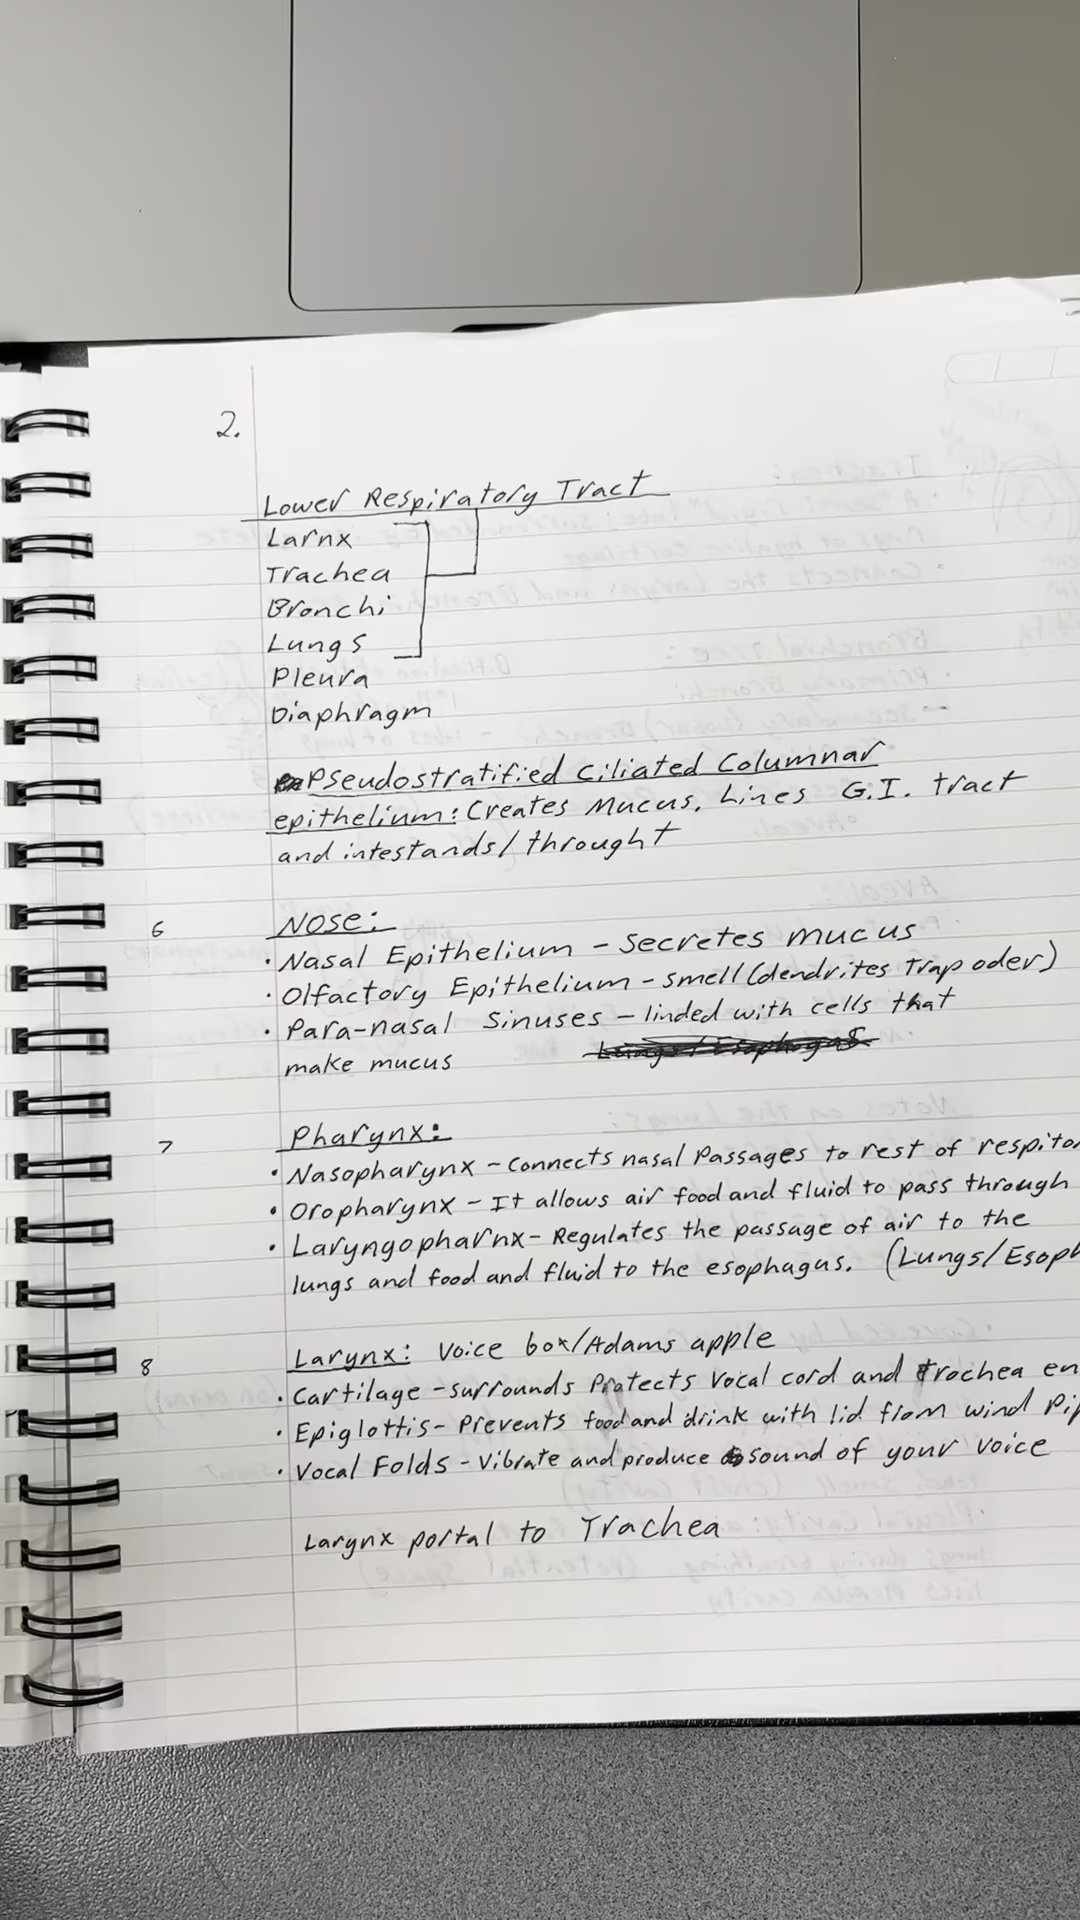 2.
Lower Respiratory Tract
Larnx
Trachea
Bronchi
Lungs
Pleura
Diaphragm
Pseudostratified Ciliated Columnar
epithelium: Creates Mucus, Lines G.I. tract
and intestands/throught
6 Nose:
• Nasal Epithelium - Secretes mucus
• Olfactory Epithelium - smell (dendrites Trap oder)
• Para-nasal Sinuses - linded with cells that
make mucus
7 Pharynx:
• Nasopharynx - Connects nasal Passages to rest of respitor
• Oropharynx - It allows air food and fluid to pass through
• Laryngopharnx - Regulates the passage of air to the
lungs and food and fluid to the esophagus. (Lungs/Esoph
8 Larynx: Voice box/Adams apple
• Cartilage - surrounds Protects Vocal cord and trochea en
• Epiglottis - Prevents food and drink with lid from wind Pip
• Vocal Folds - Vibrate and produce sound of your voice
Larynx portal to Trachea